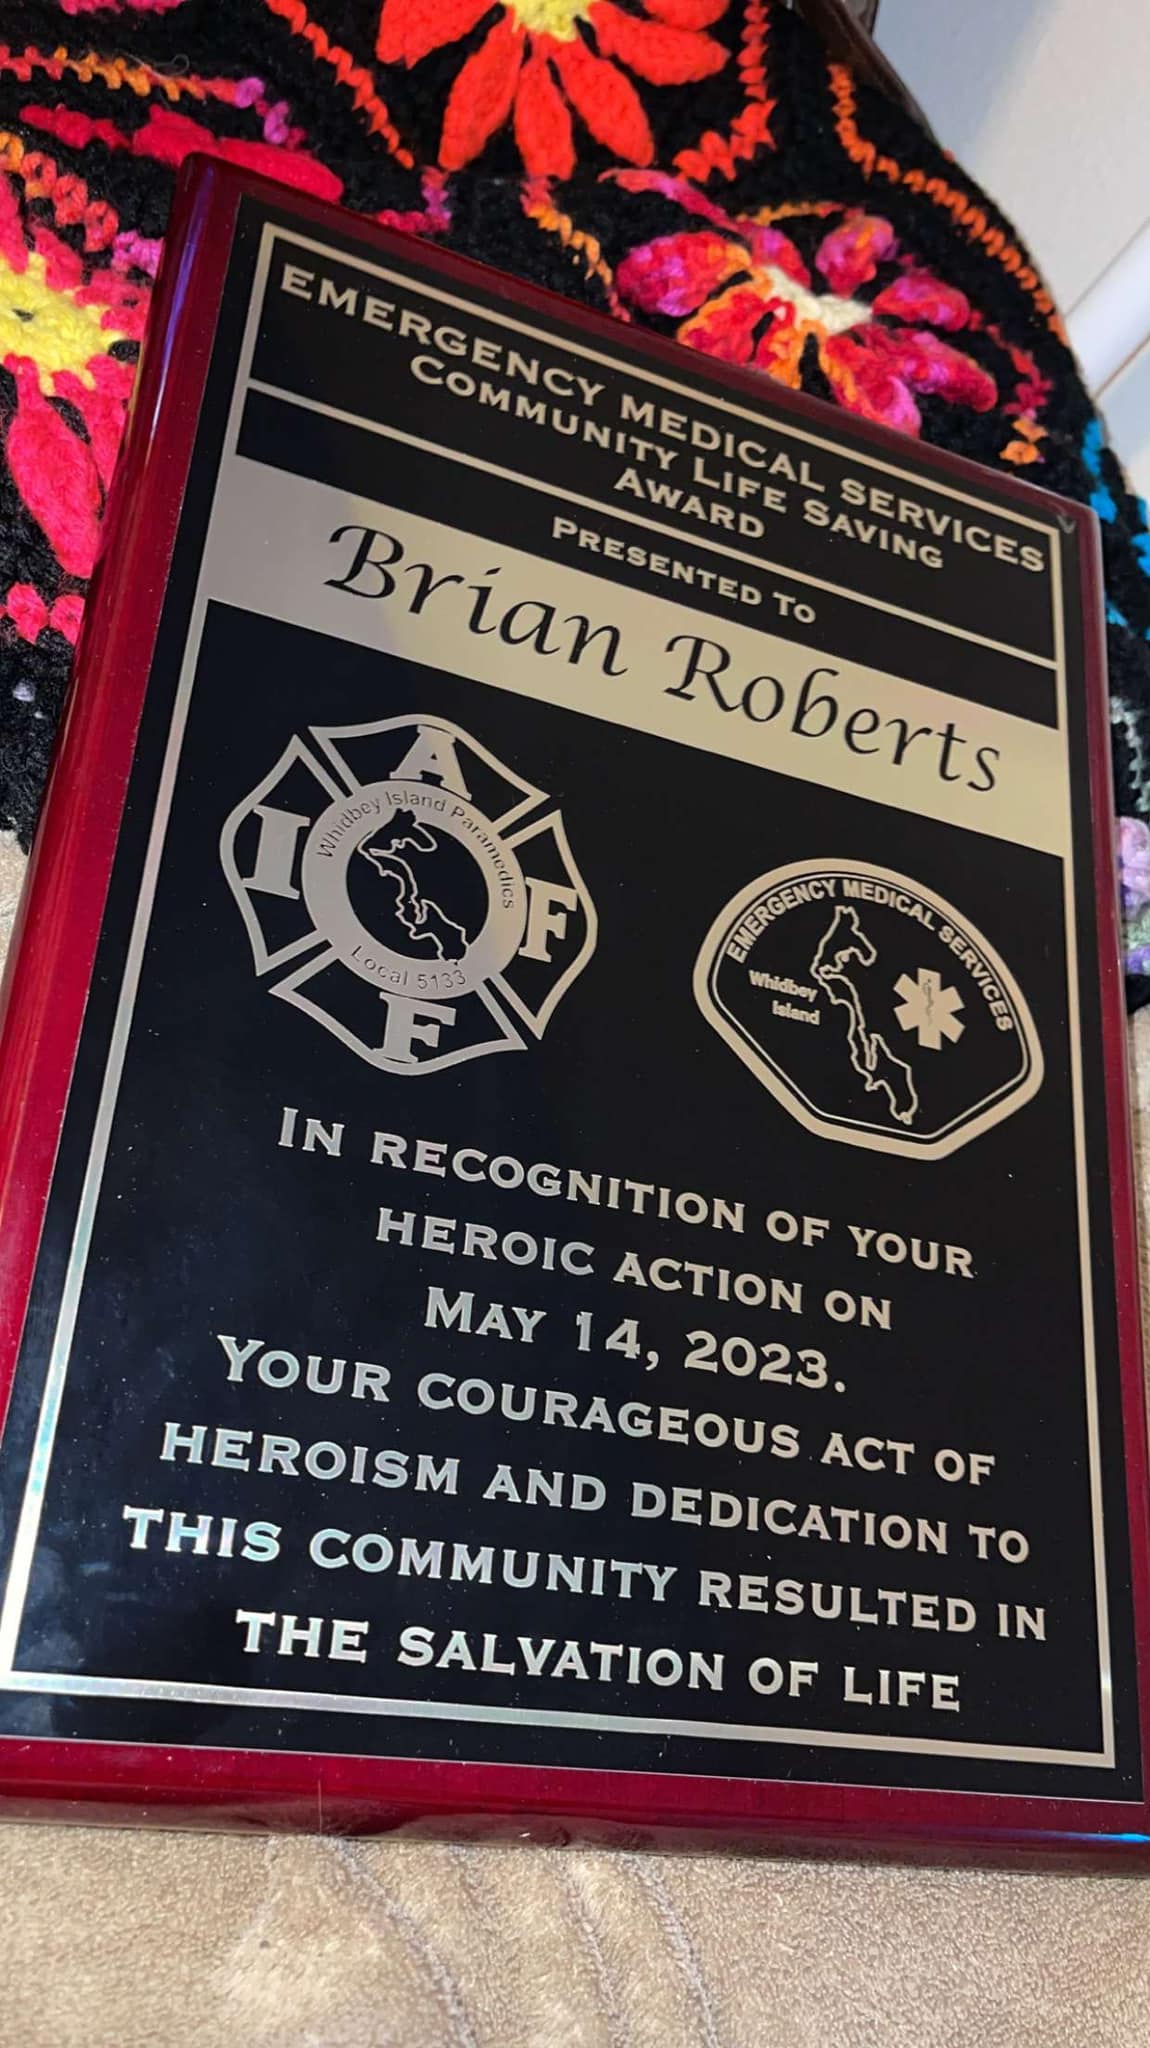 EMERGENCY MEDICAL SERVICES
COMMUNITY LIFE SAVING
AWARD
PRESENTED TO
Brian Roberts
I A F F
Whidbey Island Paramedics
Local 5133
EMERGENCY MEDICAL SERVICES
Whidbey
Island
IN RECOGNITION OF YOUR
HEROIC ACTION ON
MAY 14, 2023.
YOUR COURAGEOUS ACT OF
HEROISM AND DEDICATION TO
THIS COMMUNITY RESULTED IN
THE SALVATION OF LIFE